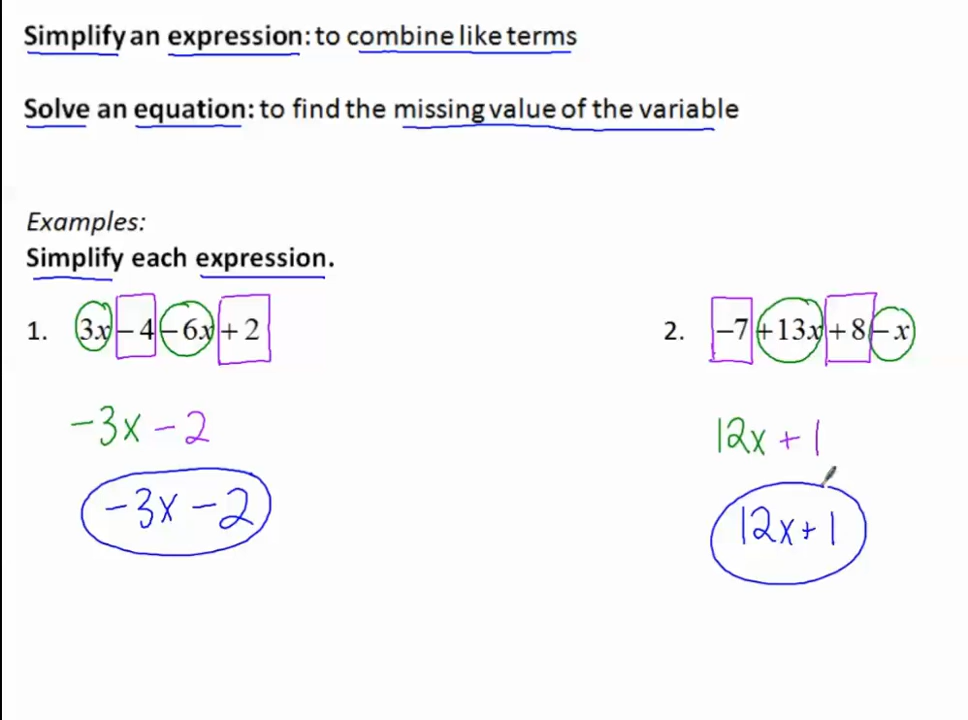 Simplify an expression: to combine like terms
Solve an equation: to find the missing value of the variable
Examples:
Simplify each expression.
1. 3x − 4 − 6x + 2
-3x - 2
-3x - 2
2. −7 + 13x + 8 − x
12x + 1
12x + 1